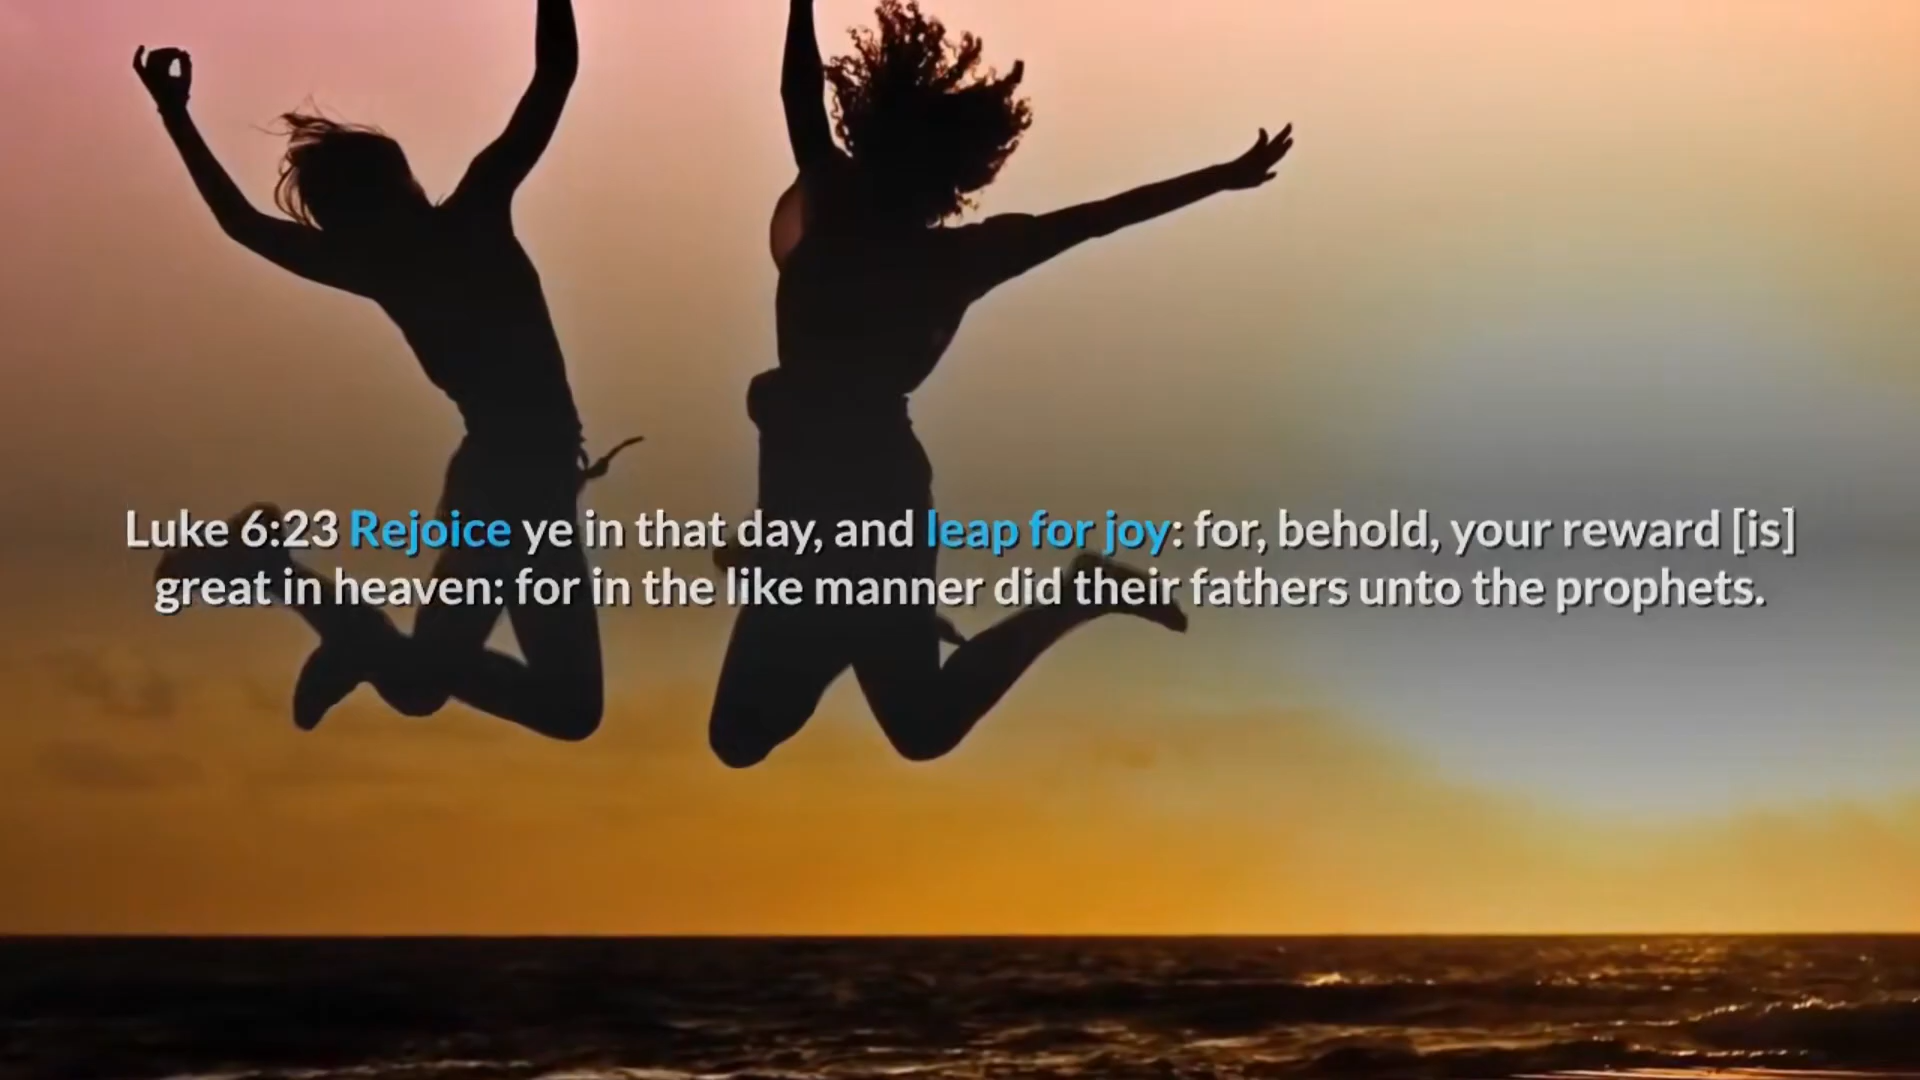 Luke 6:23 Rejoice ye in that day, and leap for joy: for, behold, your reward [is]
great in heaven: for in the like manner did their fathers unto the prophets.